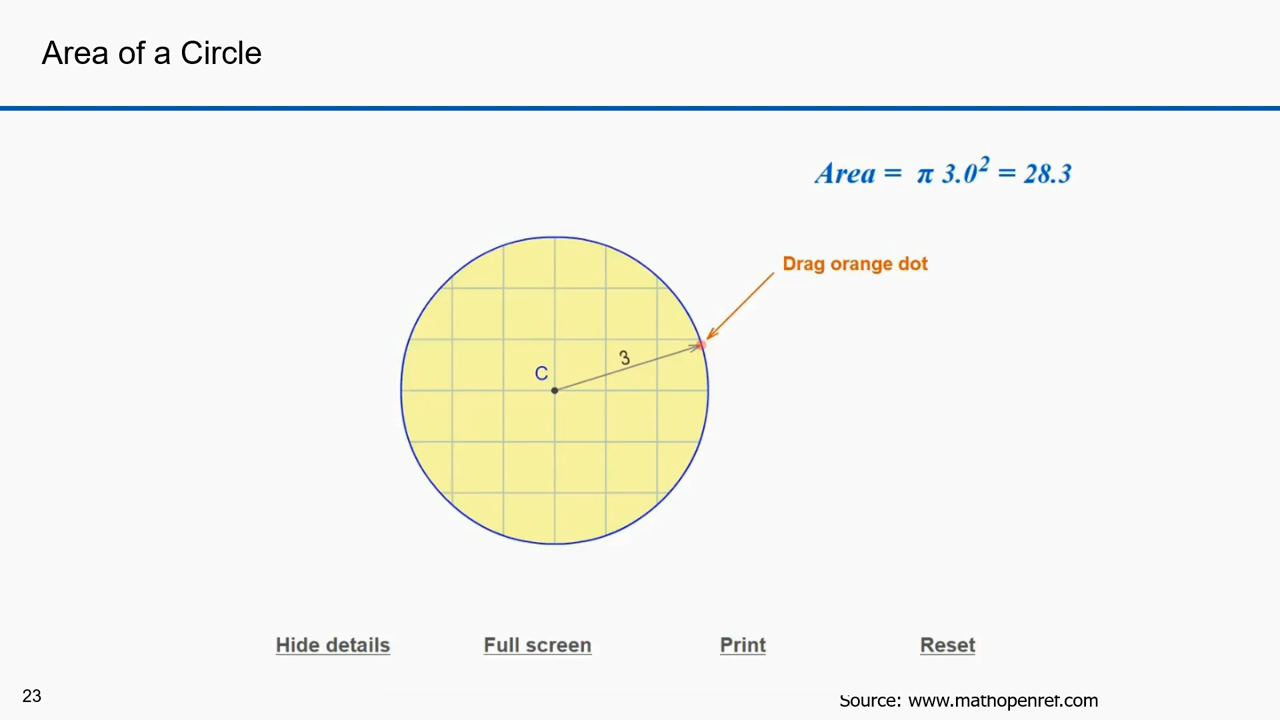 Area of a Circle
Area = π 3.0² = 28.3
Drag orange dot
3
C
Hide details
Full screen
Print
Reset
23
Source: www.mathopenref.com